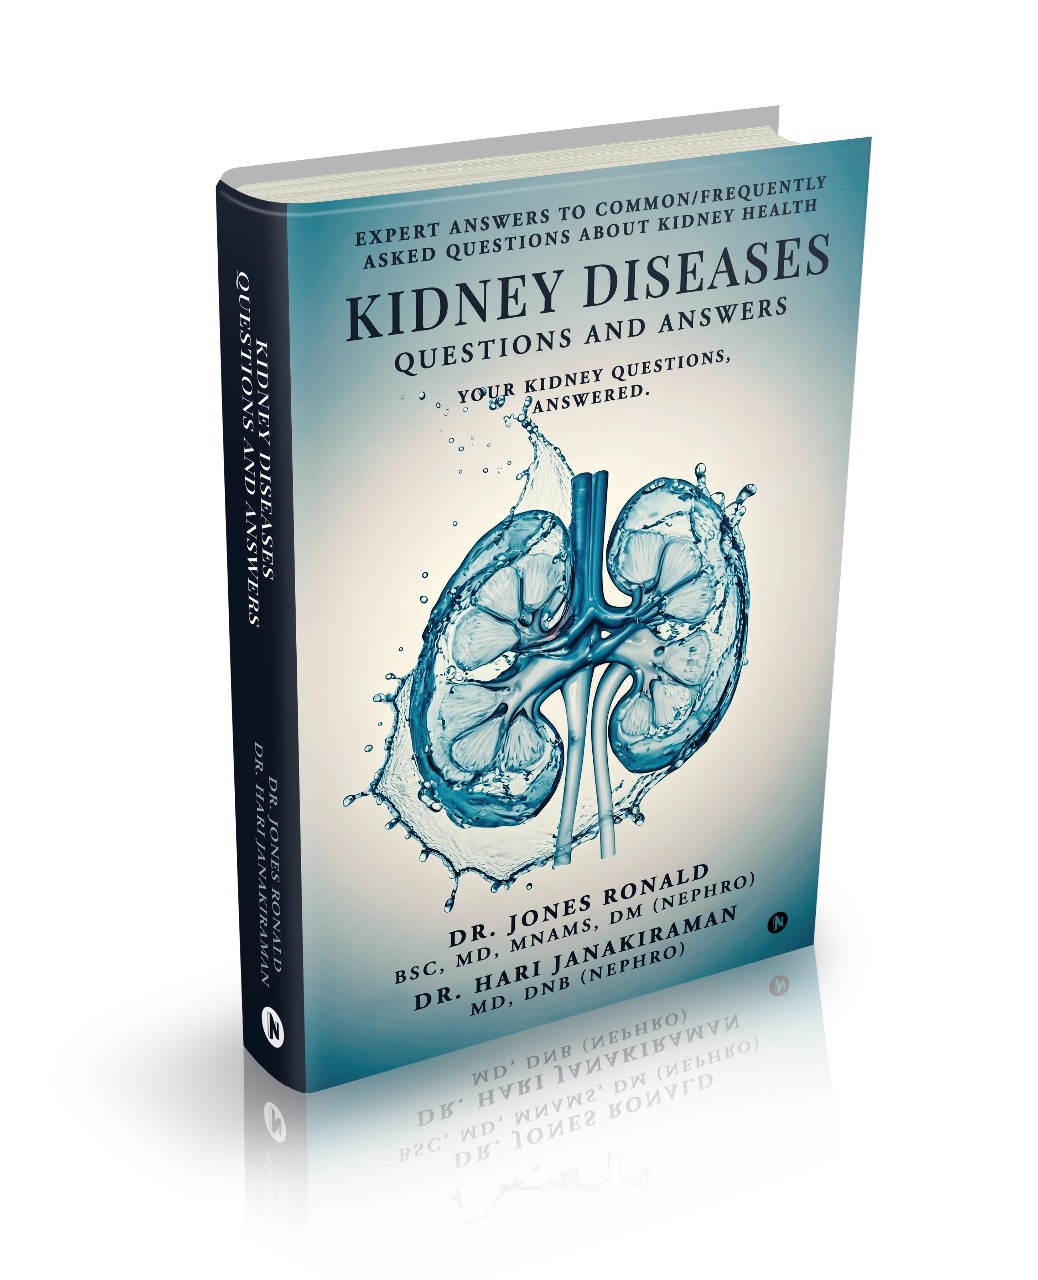 EXPERT ANSWERS TO COMMON/FREQUENTLY
ASKED QUESTIONS ABOUT KIDNEY HEALTH
KIDNEY DISEASES
QUESTIONS AND ANSWERS
YOUR KIDNEY QUESTIONS,
ANSWERED.
DR. JONES RONALD
BSC, MD, MNAMS, DM (NEPHRO)
DR. HARI JANAKIRAMAN
MD, DNB (NEPHRO)
KIDNEY DISEASES
QUESTIONS AND ANSWERS
DR. JONES RONALD
DR. HARI JANAKIRAMAN
N